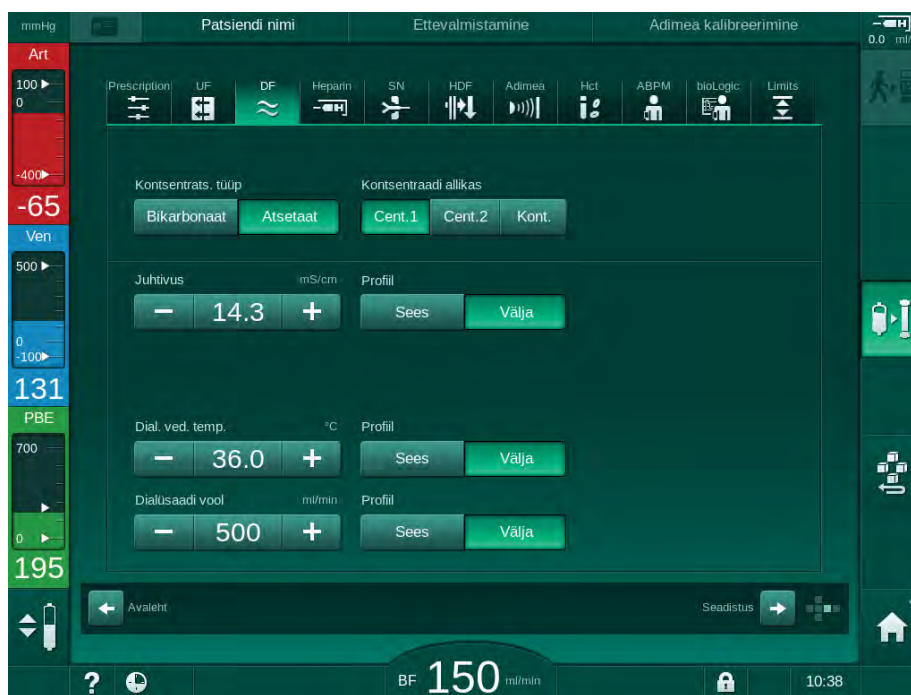 mmHg Patsiendi nimi Ettevalmistamine Adimea kalibreerimine
0.0 ml/
Art
100
0
-400
-65
Ven
500
0
-100
131
PBE
700
0
195
Prescription UF DF Heparin SN HDF Adimea Hct ABPM bioLogic Limits
Kontsentrats. tüüp Kontsentraadi allikas
Bikarbonaat Atsetaat Cent.1 Cent.2 Kont.
Juhtivus mS/cm Profiil
− 14.3 + Sees Välja
Dial. ved. temp. °C Profiil
− 36.0 + Sees Välja
Dialüsaadi vool ml/min Profiil
− 500 + Sees Välja
Avaleht Seadistus
? BF 150 ml/min 10:38